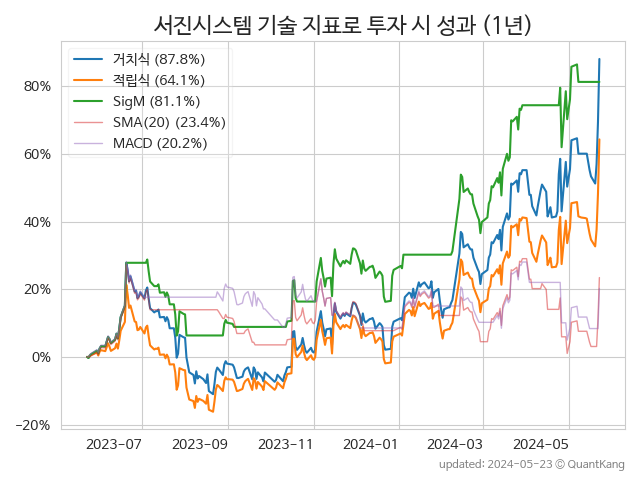 서진시스템 기술 지표로 투자 시 성과 (1년)
거치식 (87.8%)
적립식 (64.1%)
SigM (81.1%)
SMA(20) (23.4%)
MACD (20.2%)
80%
60%
40%
20%
0%
−20%
2023-07 2023-09 2023-11 2024-01 2024-03 2024-05
updated: 2024-05-23 ⓒ QuantKang